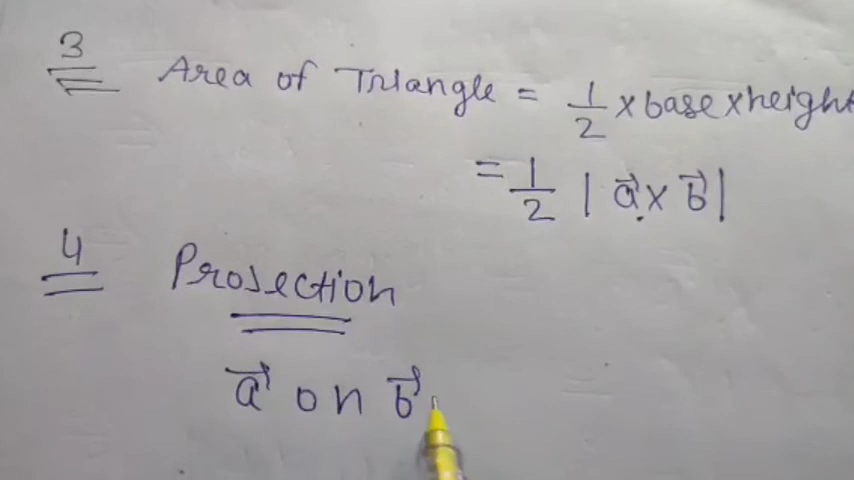 3 Area of Triangle = 1/2 × base × height
= 1/2 | a⃗ × b⃗ |
4 Projection
a⃗ on b⃗